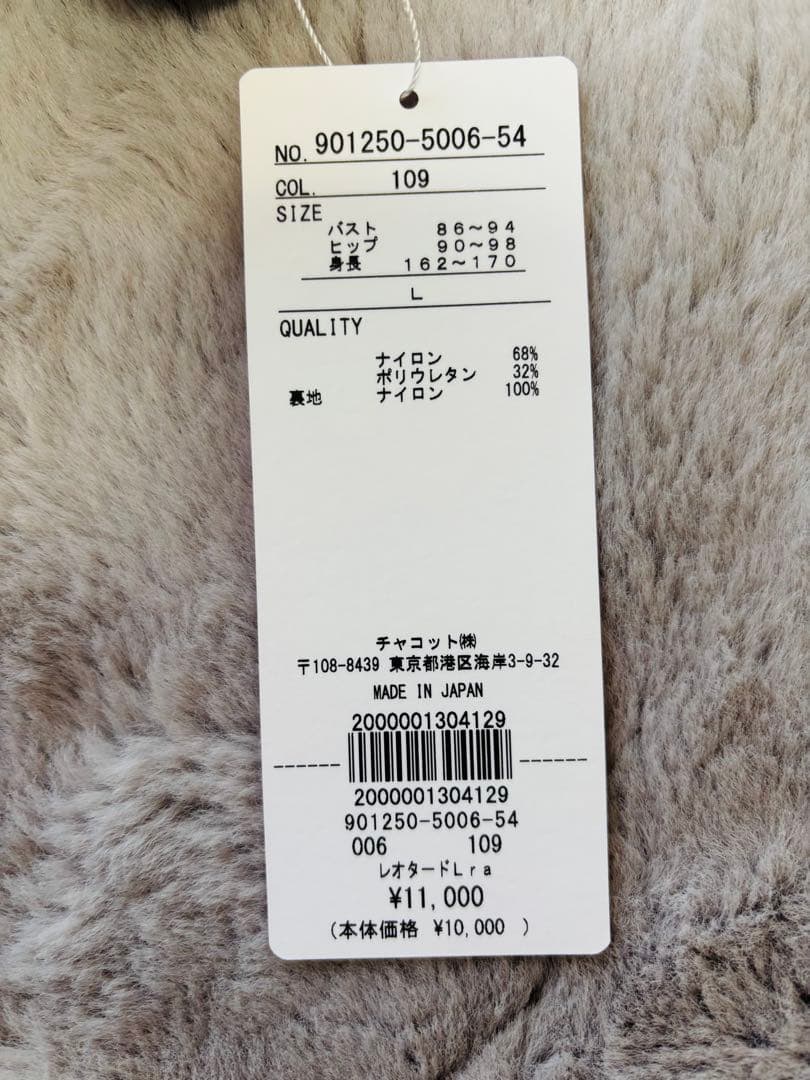 NO. 901250-5006-54
COL. 109
SIZE
バスト 86～94
ヒップ 90～98
身長 162～170
L
QUALITY
ナイロン 68%
ポリウレタン 32%
裏地 ナイロン 100%
チャコット㈱
〒108-8439 東京都港区海岸3-9-32
MADE IN JAPAN
2000001304129
2000001304129
901250-5006-54
006 109
レオタードLra
¥11,000
(本体価格 ¥10,000 )